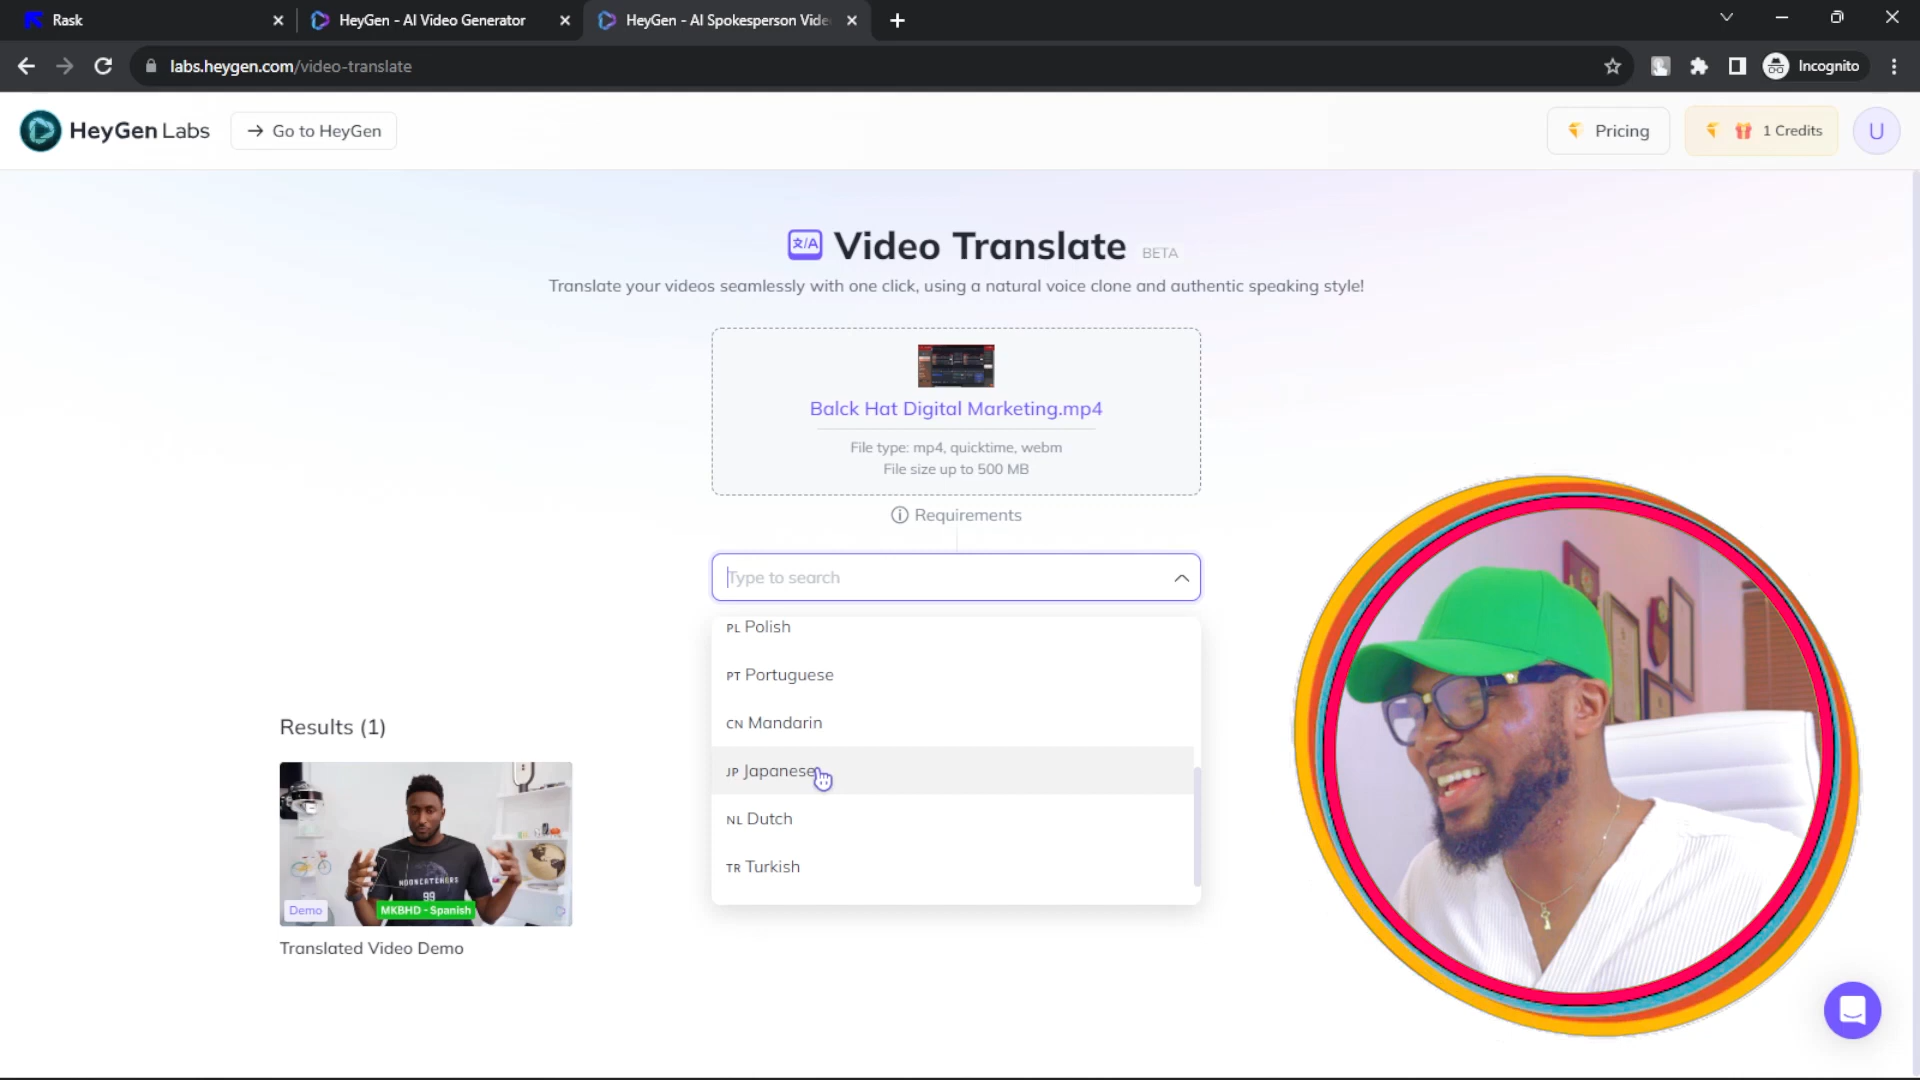 Rask
HeyGen - AI Video Generator
HeyGen - AI Spokesperson Vide
labs.heygen.com/video-translate
Incognito
HeyGen Labs
→ Go to HeyGen
Pricing
1 Credits
U
文/A Video Translate BETA
Translate your videos seamlessly with one click, using a natural voice clone and authentic speaking style!
Balck Hat Digital Marketing.mp4
File type: mp4, quicktime, webm
File size up to 500 MB
Requirements
Type to search
PL Polish
PT Portuguese
CN Mandarin
JP Japanese
NL Dutch
TR Turkish
Results (1)
MOONCATCHERS
99
Demo
MKBHD - Spanish
Translated Video Demo